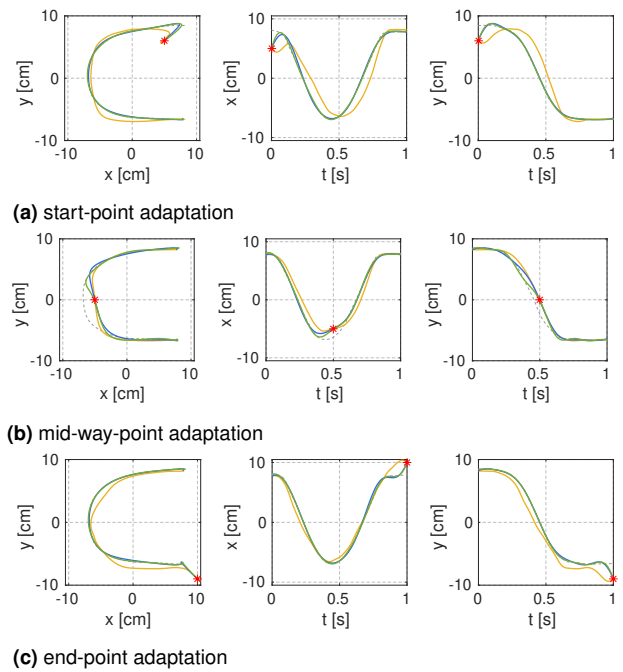 10
0
-10
y [cm]
-10 0 10
x [cm]
10
0
-10
x [cm]
0 0.5 1
t [s]
10
0
-10
y [cm]
0 0.5 1
t [s]
(a) start-point adaptation
10
0
-10
y [cm]
-10 0 10
x [cm]
10
0
-10
x [cm]
0 0.5 1
t [s]
10
0
-10
y [cm]
0 0.5 1
t [s]
(b) mid-way-point adaptation
10
0
-10
y [cm]
-10 0 10
x [cm]
10
0
-10
x [cm]
0 0.5 1
t [s]
10
0
-10
y [cm]
0 0.5 1
t [s]
(c) end-point adaptation